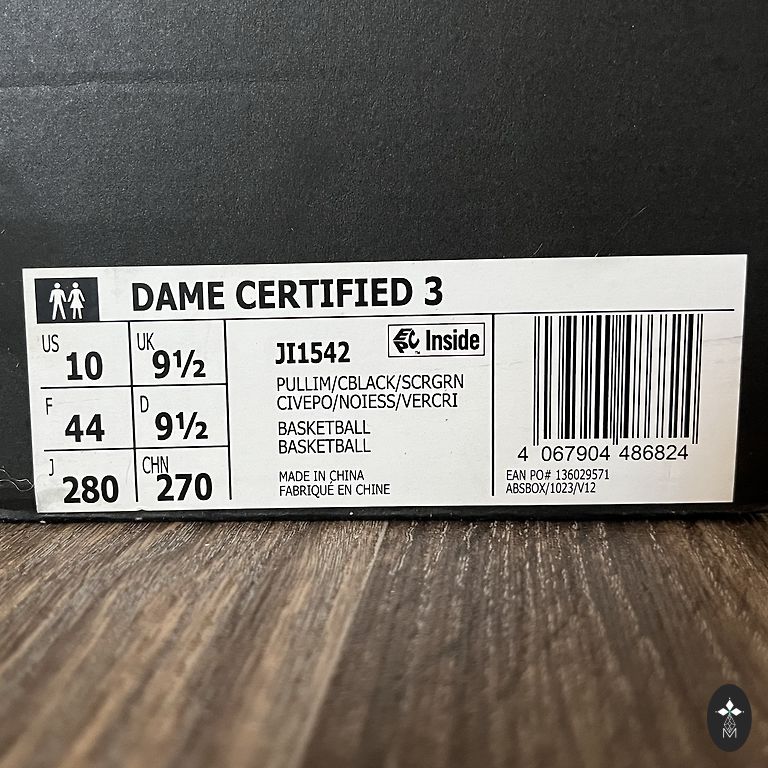 DAME CERTIFIED 3
US 10 UK 9½
F 44 D 9½
J 280 CHN 270
JI1542
Inside
™
PULLIM/CBLACK/SCRGRN
CIVEPO/NOIESS/VERCRI
BASKETBALL
BASKETBALL
MADE IN CHINA
FABRIQUÉ EN CHINE
4 067904 486824
EAN PO# 136029571
ABSBOX/1023/V12
M